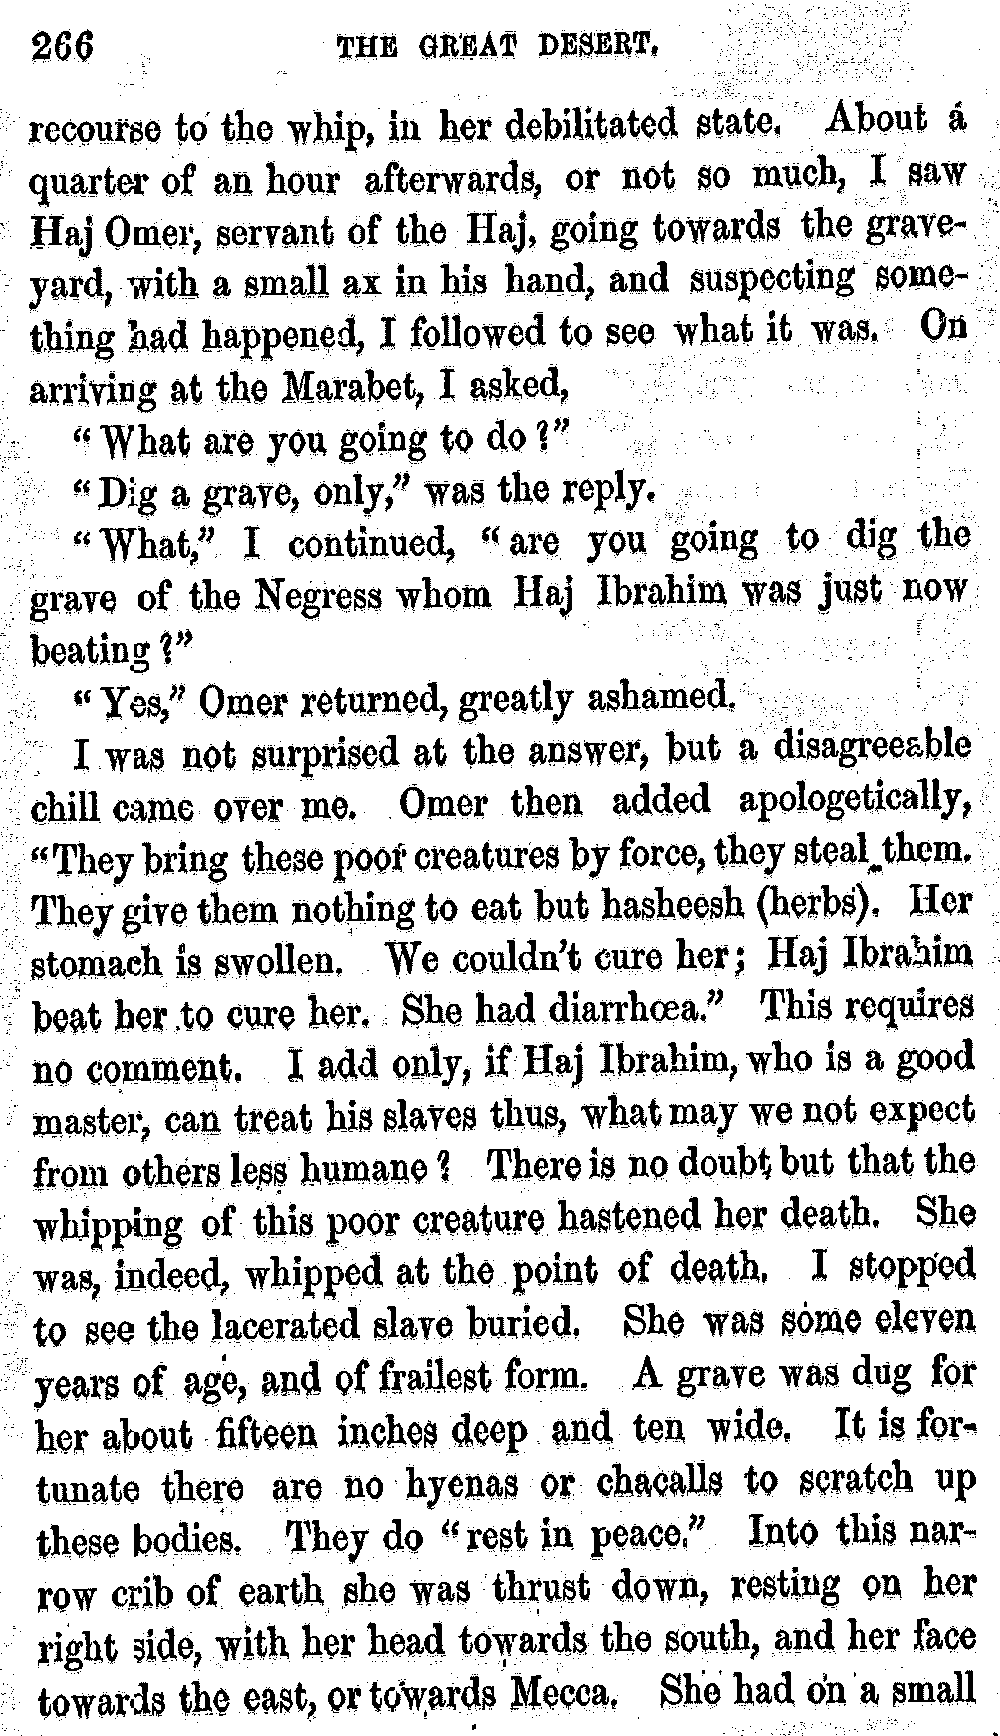 266 THE GREAT DESERT.
recourse to the whip, in her debilitated state. About a
quarter of an hour afterwards, or not so much, I saw
Haj Omer, servant of the Haj, going towards the grave-
yard, with a small ax in his hand, and suspecting some-
thing had happened, I followed to see what it was. On
arriving at the Marabet, I asked,
"What are you going to do?"
"Dig a grave, only," was the reply.
"What," I continued, "are you going to dig the
grave of the Negress whom Haj Ibrahim was just now
beating?"
"Yes," Omer returned, greatly ashamed.
I was not surprised at the answer, but a disagreeable
chill came over me. Omer then added apologetically,
"They bring these poor creatures by force, they steal them.
They give them nothing to eat but hasheesh (herbs). Her
stomach is swollen. We couldn't cure her; Haj Ibrahim
beat her to cure her. She had diarrhœa." This requires
no comment. I add only, if Haj Ibrahim, who is a good
master, can treat his slaves thus, what may we not expect
from others less humane? There is no doubt but that the
whipping of this poor creature hastened her death. She
was, indeed, whipped at the point of death. I stopped
to see the lacerated slave buried. She was some eleven
years of age, and of frailest form. A grave was dug for
her about fifteen inches deep and ten wide. It is for-
tunate there are no hyenas or chacalls to scratch up
these bodies. They do "rest in peace." Into this nar-
row crib of earth she was thrust down, resting on her
right side, with her head towards the south, and her face
towards the east, or towards Mecca. She had on a small